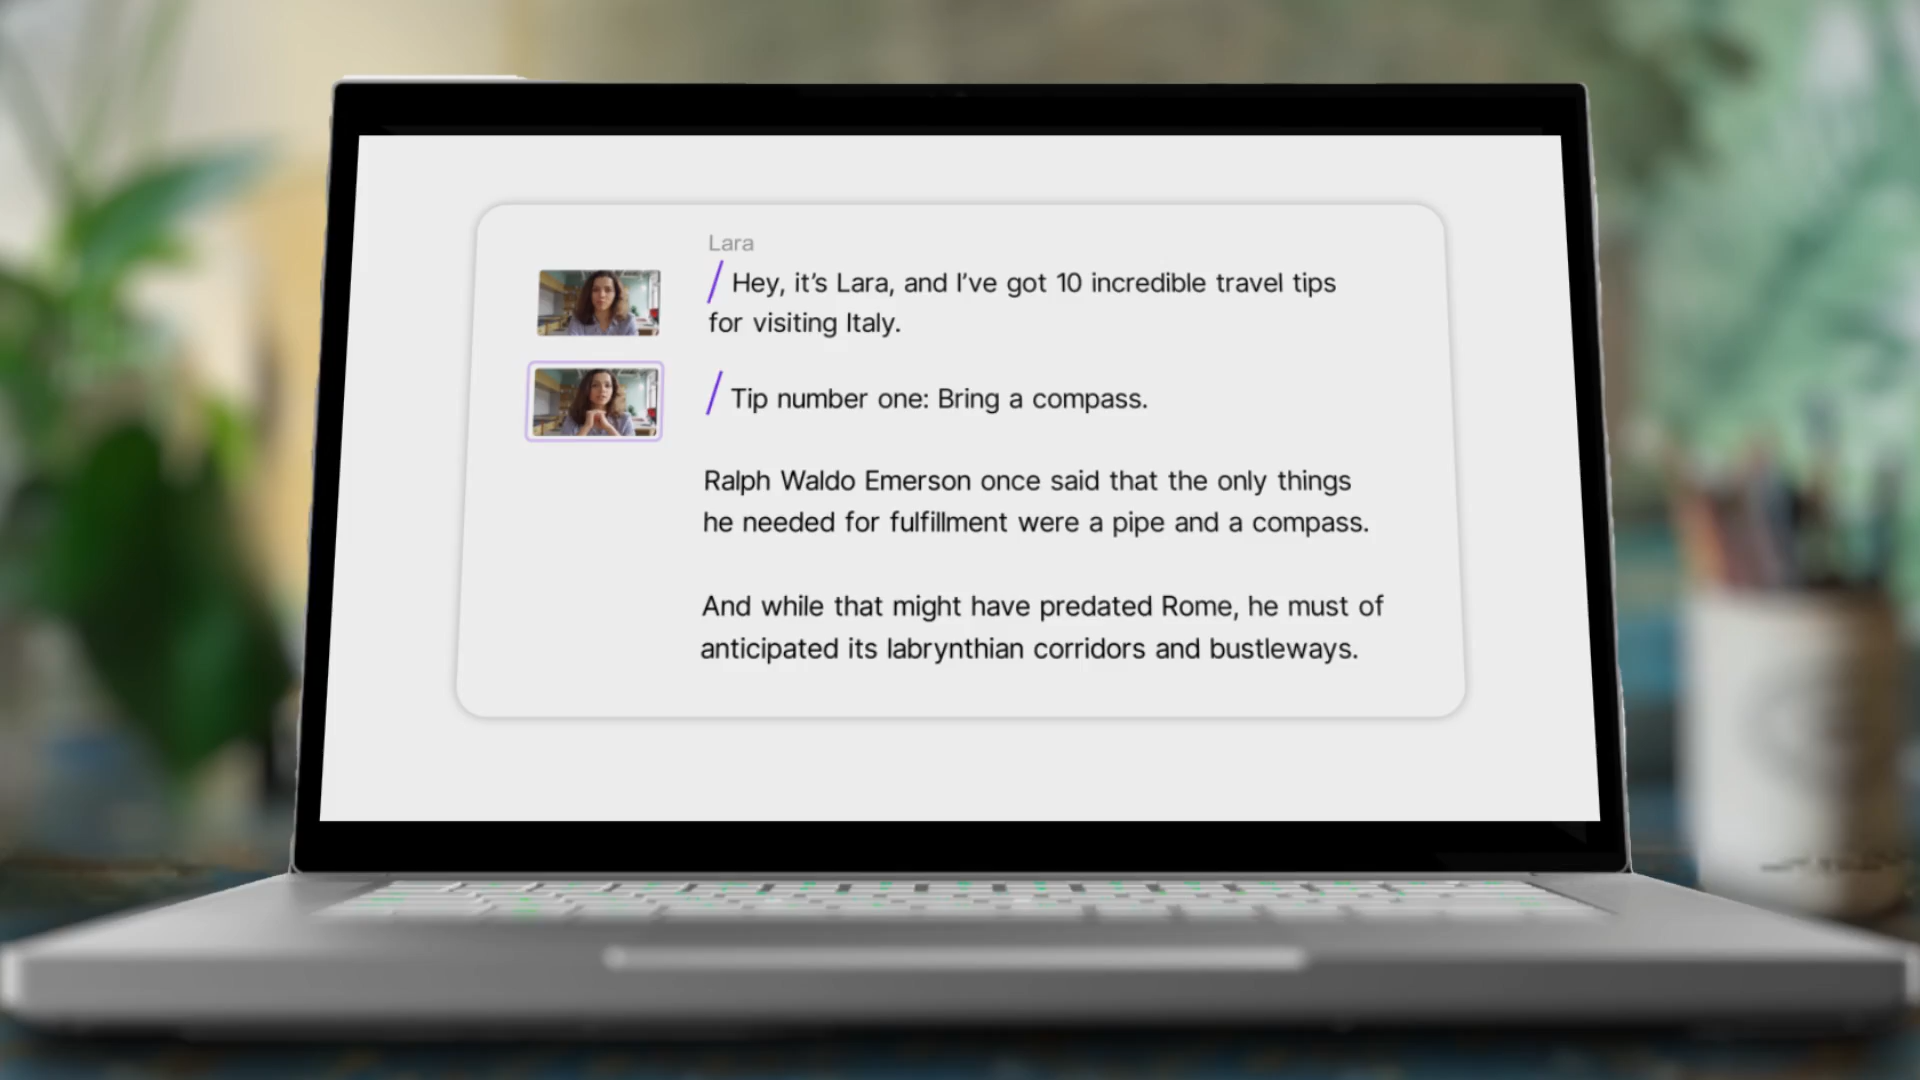 Lara
/ Hey, it’s Lara, and I’ve got 10 incredible travel tips
for visiting Italy.
/ Tip number one: Bring a compass.
Ralph Waldo Emerson once said that the only things
he needed for fulfillment were a pipe and a compass.
And while that might have predated Rome, he must of
anticipated its labrynthian corridors and bustleways.